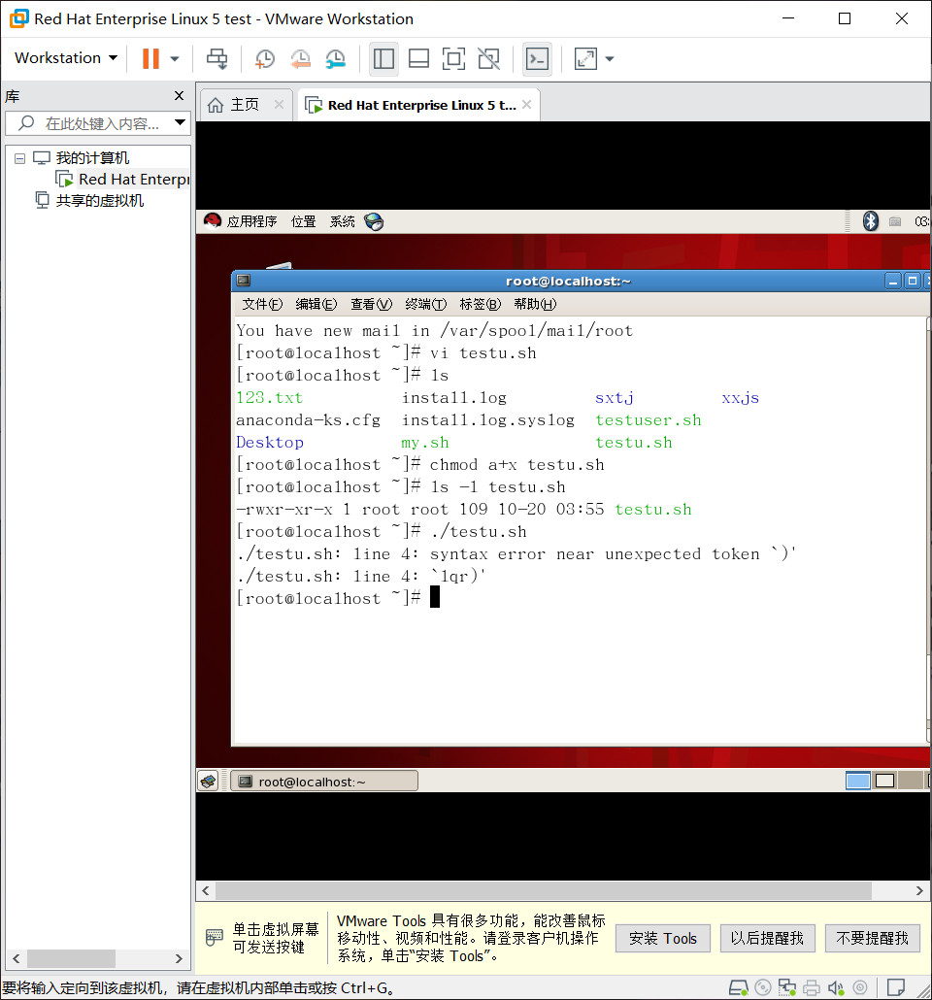 Red Hat Enterprise Linux 5 test - VMware Workstation
Workstation
库
主页
Red Hat Enterprise Linux 5 t...
在此处键入内容...
我的计算机
Red Hat Enterpr
共享的虚拟机
应用程序 位置 系统
03:
root@localhost:~
文件(F) 编辑(E) 查看(V) 终端(T) 标签(B) 帮助(H)
You have new mail in /var/spool/mail/root
[root@localhost ~]# vi testu.sh
[root@localhost ~]# ls
123.txt install.log sxtj xxjs
anaconda-ks.cfg install.log.syslog testuser.sh
Desktop my.sh testu.sh
[root@localhost ~]# chmod a+x testu.sh
[root@localhost ~]# ls -l testu.sh
-rwxr-xr-x 1 root root 109 10-20 03:55 testu.sh
[root@localhost ~]# ./testu.sh
./testu.sh: line 4: syntax error near unexpected token `)'
./testu.sh: line 4: `lqr)'
[root@localhost ~]#
root@localhost:~
单击虚拟屏幕
可发送按键
VMware Tools 具有很多功能，能改善鼠标
移动性、视频和性能。请登录客户机操作
系统，单击“安装 Tools”。
安装 Tools
以后提醒我
不要提醒我
要将输入定向到该虚拟机，请在虚拟机内部单击或按 Ctrl+G。